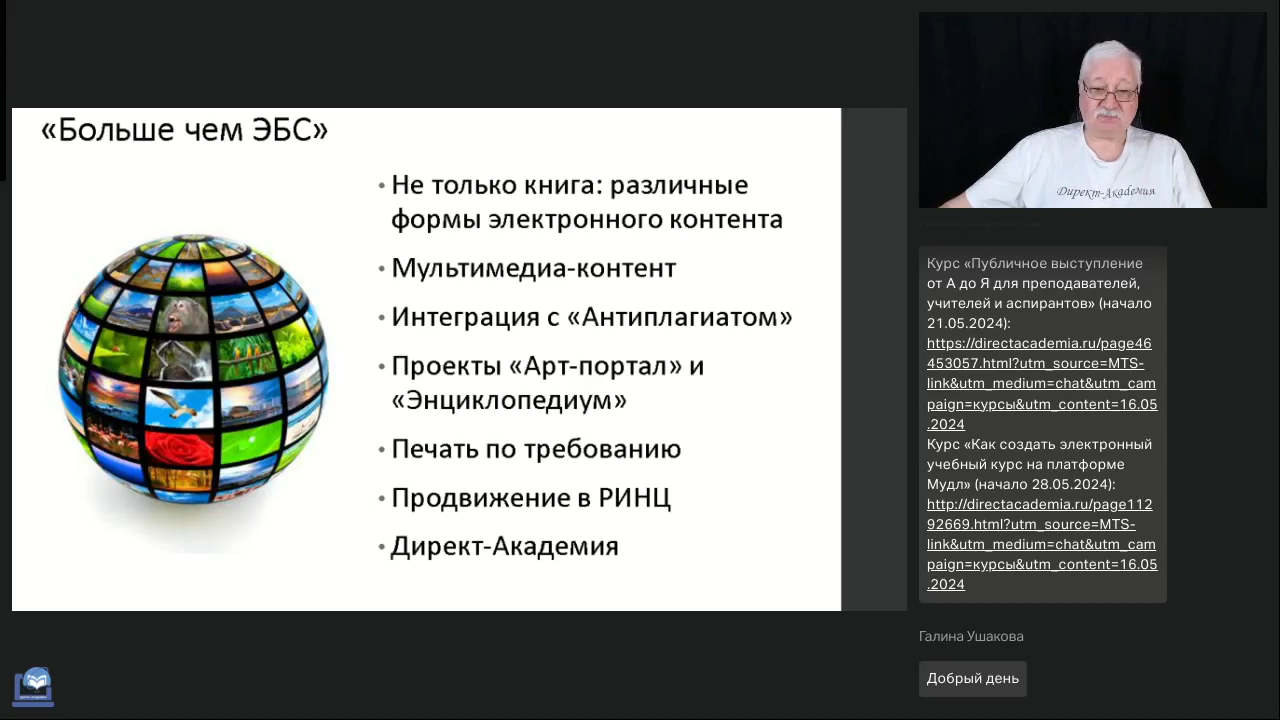 «Больше чем ЭБС»
• Не только книга: различные
формы электронного контента
• Мультимедиа-контент
• Интеграция с «Антиплагиатом»
• Проекты «Арт-портал» и
«Энциклопедиум»
• Печать по требованию
• Продвижение в РИНЦ
• Директ-Академия
Директ-Академия
Курс «Публичное выступление
от А до Я для преподавателей,
учителей и аспирантов» (начало
21.05.2024):
https://directacademia.ru/page46
453057.html?utm_source=MTS-
link&utm_medium=chat&utm_cam
paign=курсы&utm_content=16.05
.2024
Курс «Как создать электронный
учебный курс на платформе
Мудл» (начало 28.05.2024):
http://directacademia.ru/page112
92669.html?utm_source=MTS-
link&utm_medium=chat&utm_cam
paign=курсы&utm_content=16.05
.2024
Галина Ушакова
Добрый день